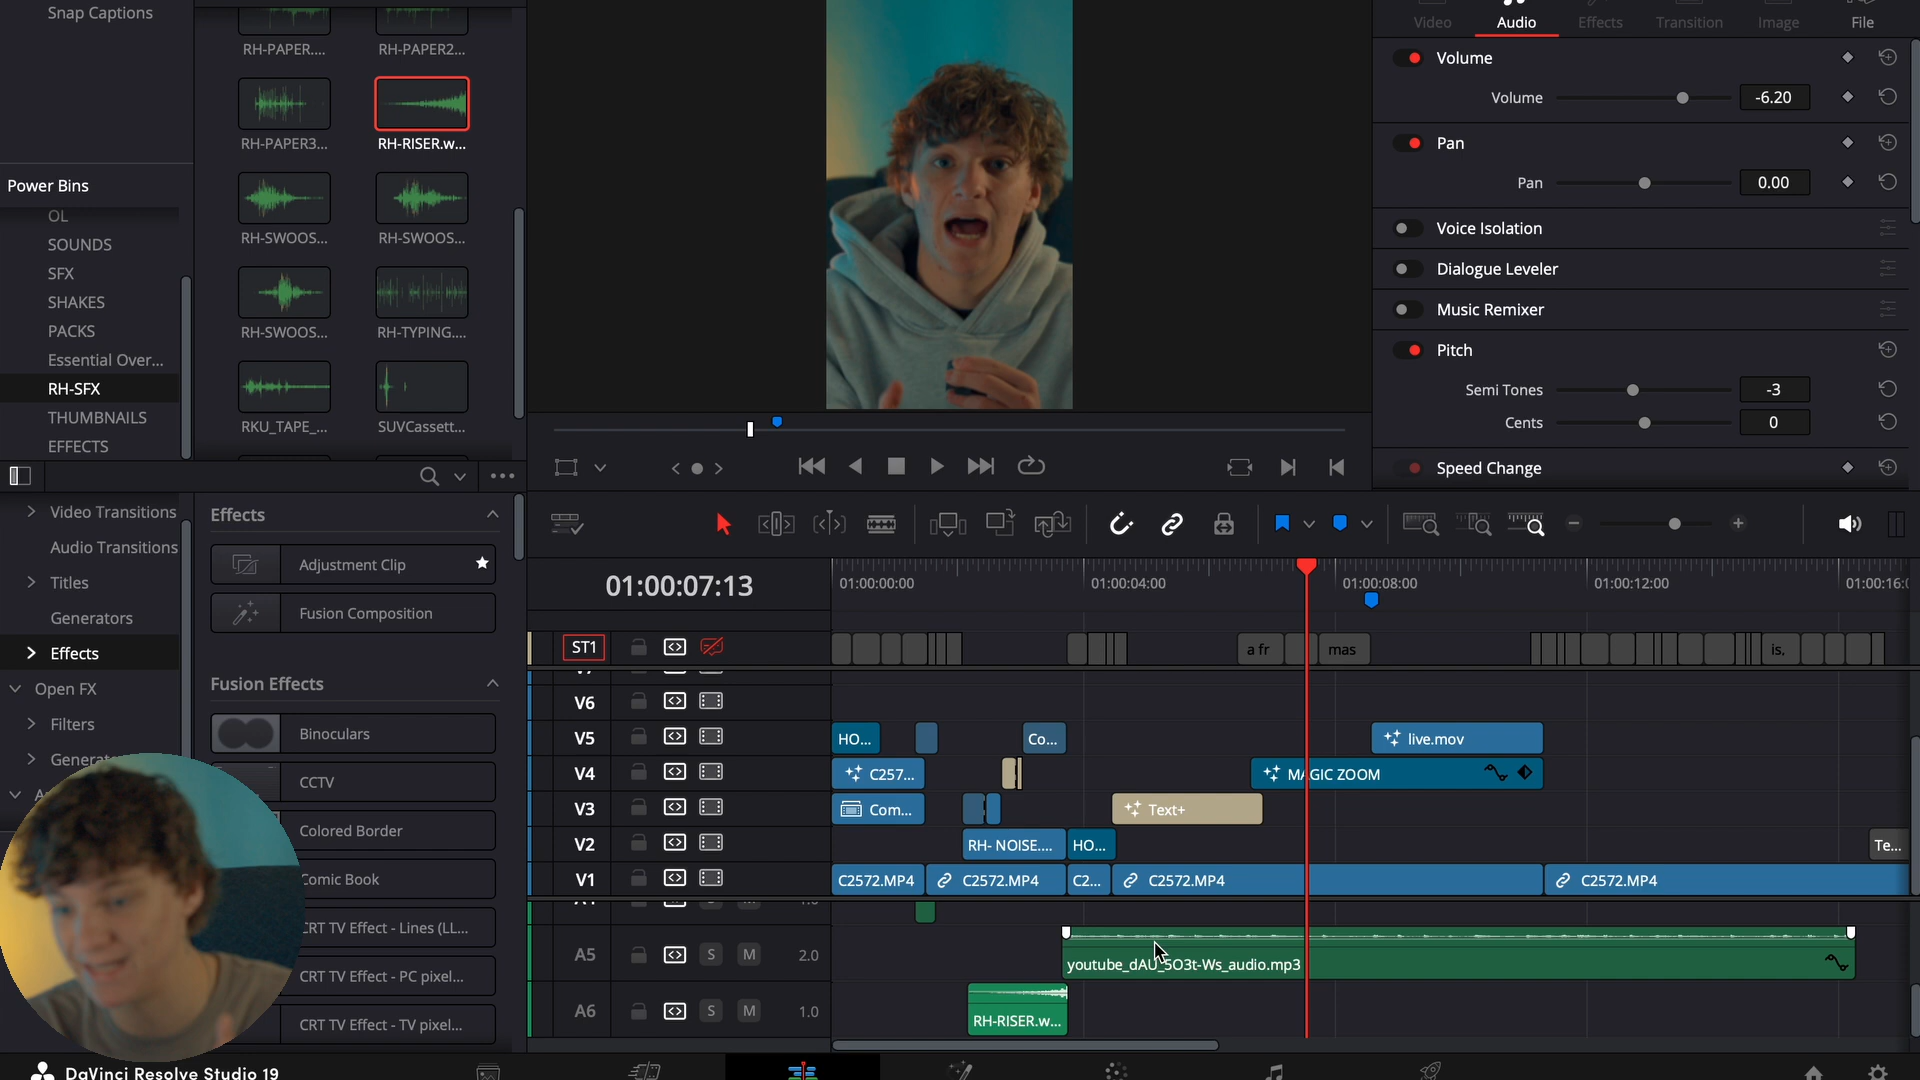 Snap Captions
Power Bins
OL
SOUNDS
SFX
SHAKES
PACKS
Essential Over...
RH-SFX
THUMBNAILS
EFFECTS
RH-PAPER....
RH-PAPER2...
RH-PAPER3...
RH-RISER.w...
RH-SWOOS...
RH-SWOOS...
RH-SWOOS...
RH-TYPING....
RKU_TAPE_...
SUVCassett...
Video
Audio
Effects
Transition
Image
File
Volume
Volume
-6.20
Pan
Pan
0.00
Voice Isolation
Dialogue Leveler
Music Remixer
Pitch
Semi Tones
-3
Cents
0
Speed Change
Video Transitions
Audio Transitions
Titles
Generators
Effects
Open FX
Filters
Effects
Adjustment Clip
Fusion Composition
Fusion Effects
Binoculars
CCTV
Colored Border
Comic Book
CRT TV Effect - Lines (LL...
CRT TV Effect - PC pixel...
CRT TV Effect - TV pixel...
01:00:07:13
01:00:00:00
01:00:04:00
01:00:08:00
01:00:12:00
01:00:16:0
ST1
a fr
mas
is,
V6
V5
HO...
Co...
live.mov
V4
C257...
MAGIC ZOOM
V3
Com...
Text+
V2
RH- NOISE....
HO...
Te...
V1
C2572.MP4
C2572.MP4
C2...
C2572.MP4
C2572.MP4
A5
S
M
2.0
youtube_dAU_5O3t-Ws_audio.mp3
A6
S
M
1.0
RH-RISER.w...
DaVinci Resolve Studio 19